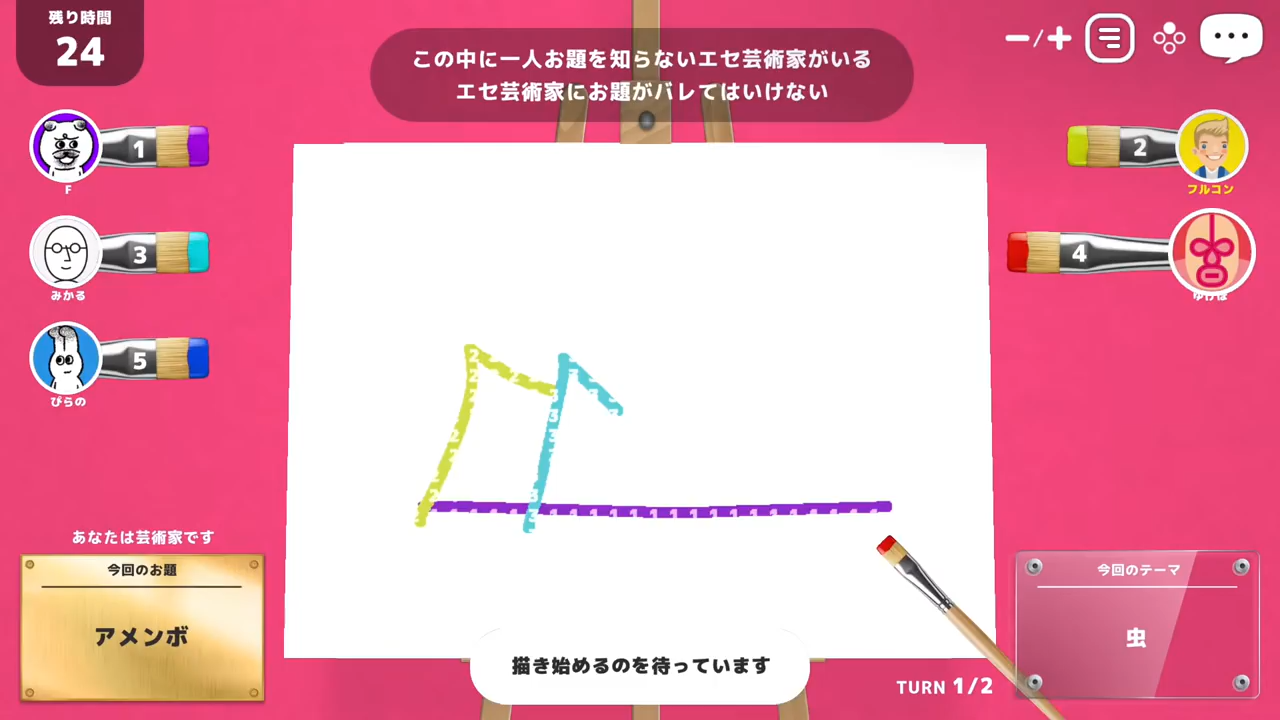 残り時間
24
この中に一人お題を知らないエセ芸術家がいる
エセ芸術家にお題がバレてはいけない
−/+
1
F
2
フルコン
3
みかる
4
5
ぴらの
あなたは芸術家です
今回のお題
アメンボ
描き始めるのを待っています
TURN 1/2
今回のテーマ
虫